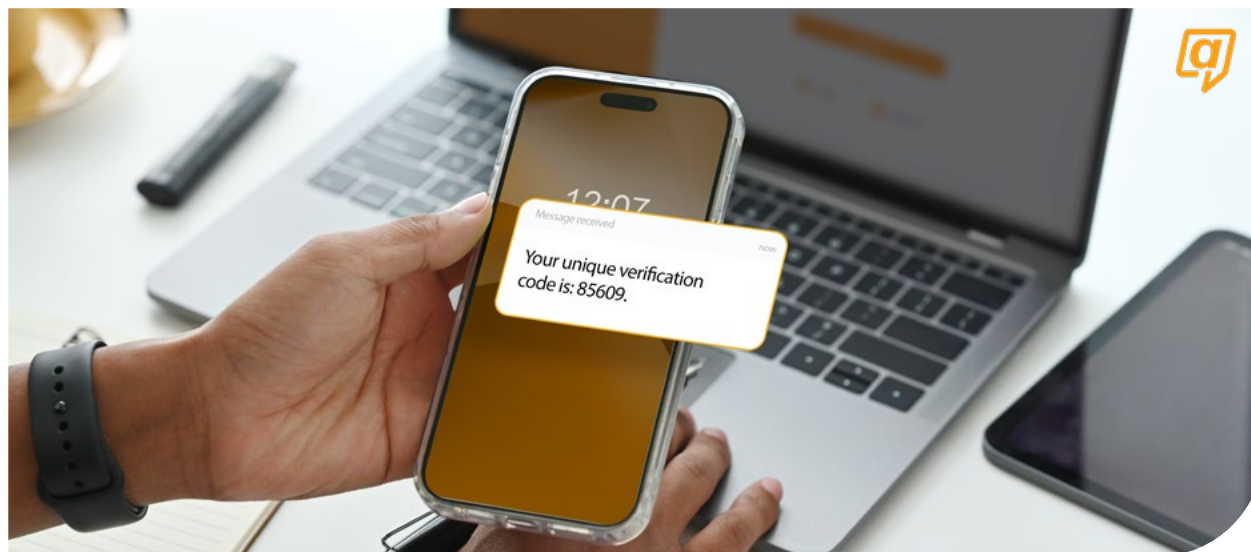 12:07
Message received
now
Your unique verification
code is: 85609.